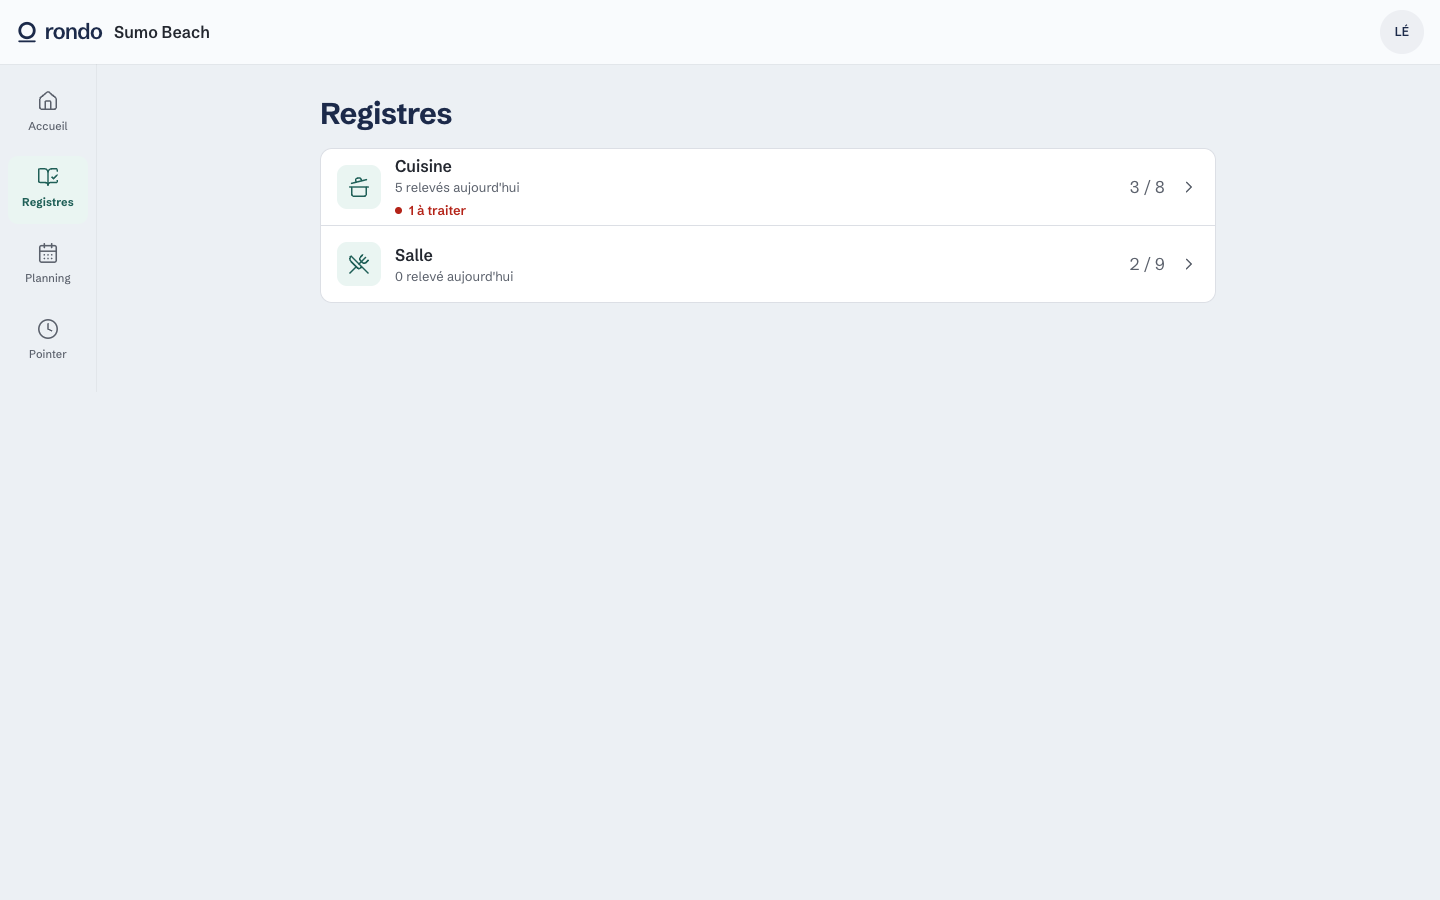 rondo Sumo Beach
LÉ
Accueil
Registres
Planning
Pointer
Registres
Cuisine
5 relevés aujourd'hui
1 à traiter
3 / 8
Salle
0 relevé aujourd'hui
2 / 9